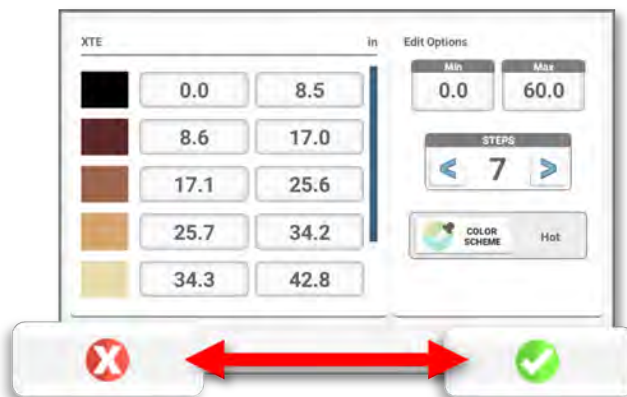 XTE in
0.0 8.5
8.6 17.0
17.1 25.6
25.7 34.2
34.3 42.8
Edit Options
Min Max
0.0 60.0
STEPS
< 7 >
COLOR
SCHEME
Hot